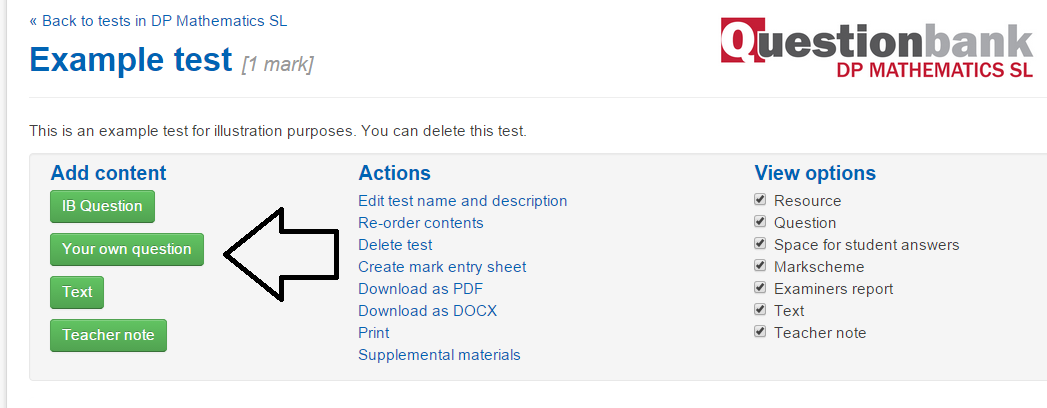 « Back to tests in DP Mathematics SL
Example test [1 mark]
Questionbank
DP MATHEMATICS SL
This is an example test for illustration purposes. You can delete this test.
Add content
IB Question
Your own question
Text
Teacher note
Actions
Edit test name and description
Re-order contents
Delete test
Create mark entry sheet
Download as PDF
Download as DOCX
Print
Supplemental materials
View options
Resource
Question
Space for student answers
Markscheme
Examiners report
Text
Teacher note